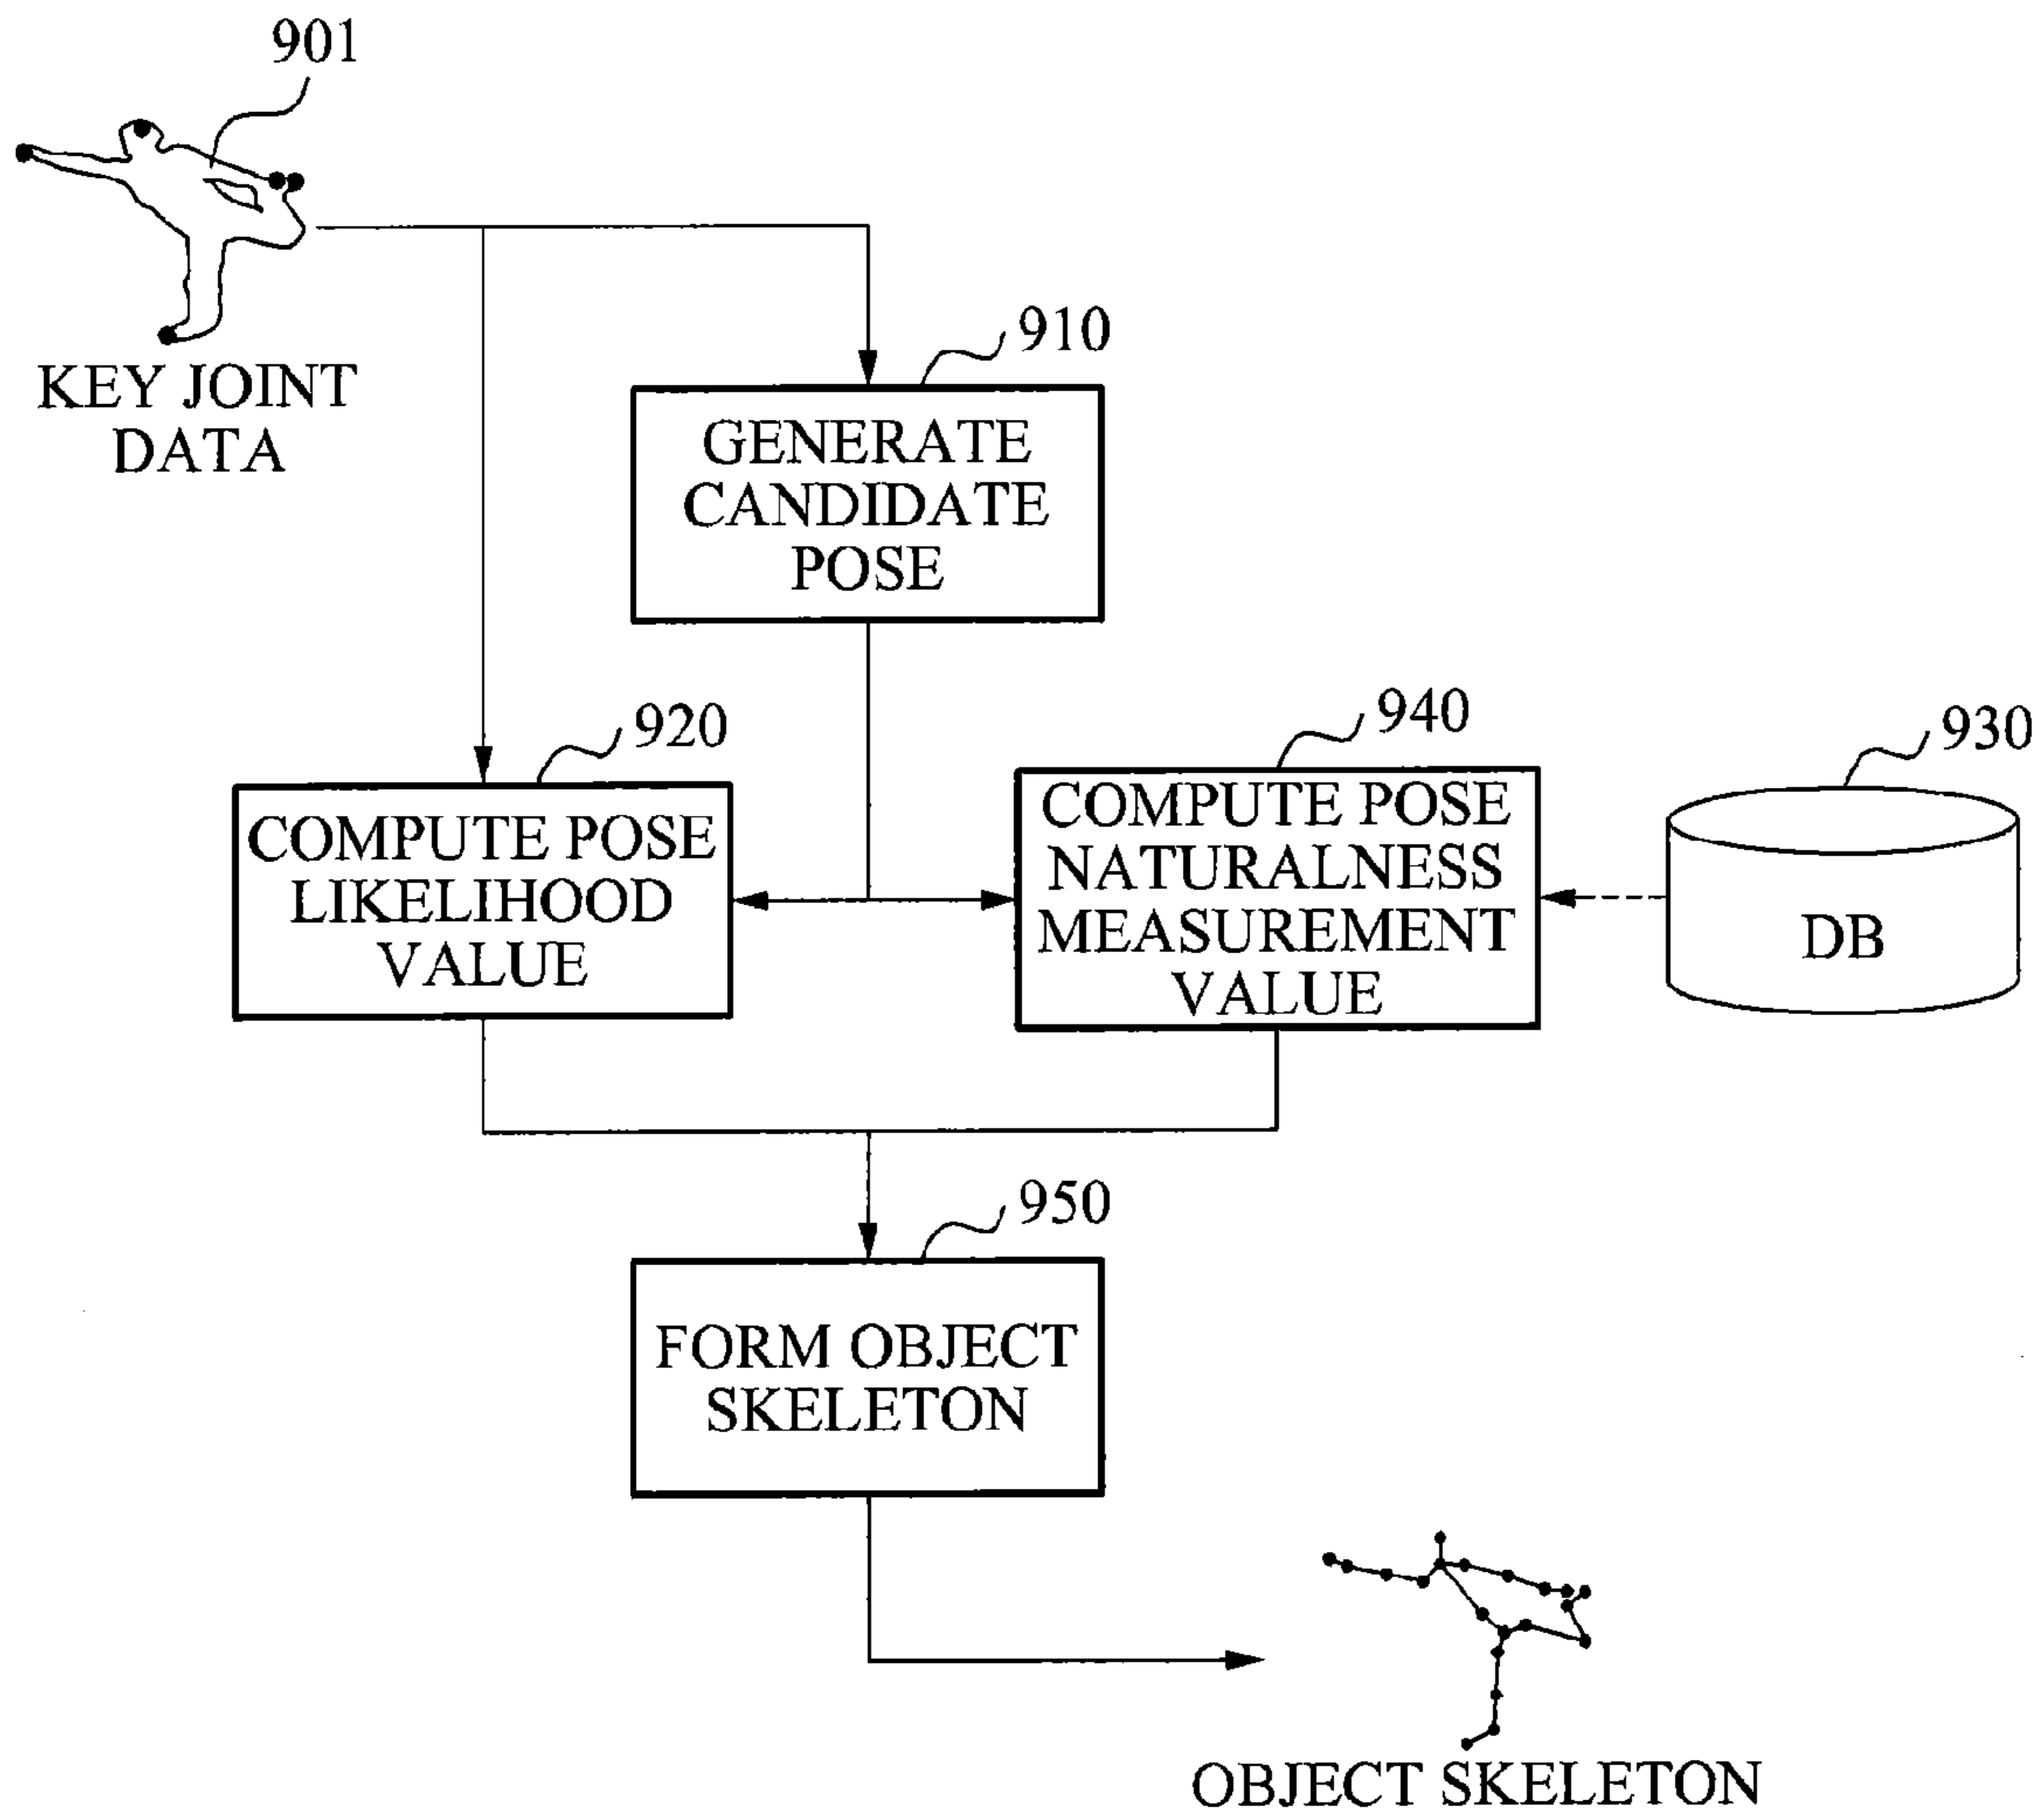 901
KEY JOINT
DATA
910
GENERATE
CANDIDATE
POSE
920
COMPUTE POSE
LIKELIHOOD
VALUE
940
COMPUTE POSE
NATURALNESS
MEASUREMENT
VALUE
930
DB
950
FORM OBJECT
SKELETON
OBJECT SKELETON